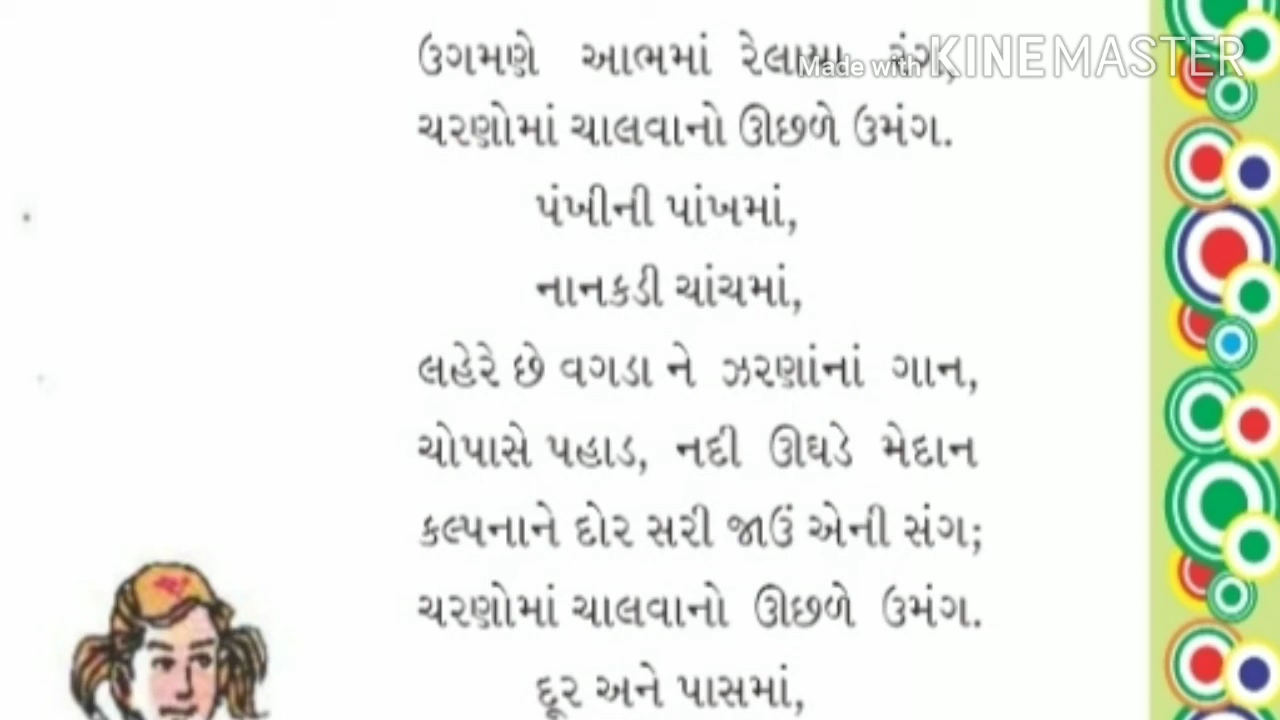 ઉગમણે આભમાં રેલાયા રંગ,
Made with KINEMASTER
ચરણોમાં ચાલવાનો ઊછળે ઉમંગ.
પંખીની પાંખમાં,
નાનકડી ચાંચમાં,
લહેરે છે વગડા ને ઝરણાંનાં ગાન,
ચોપાસે પહાડ, નદી ઊઘડે મેદાન
કલ્પનાને દોર સરી જાઉં એની સંગ;
ચરણોમાં ચાલવાનો ઊછળે ઉમંગ.
દૂર અને પાસમાં,